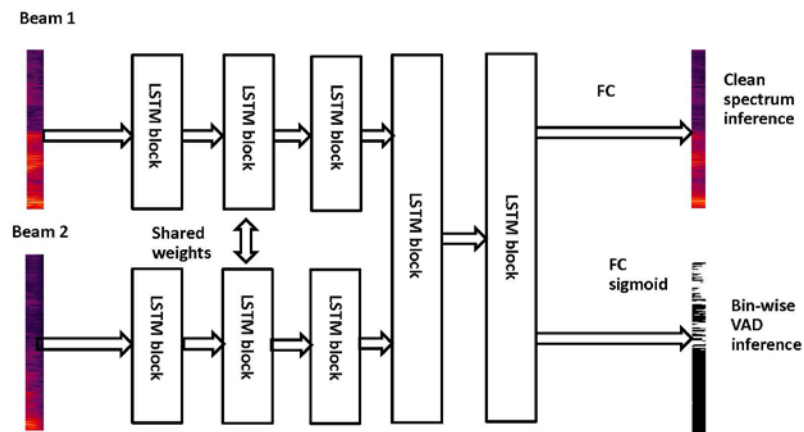 Beam 1
LSTM block
LSTM block
LSTM block
LSTM block
LSTM block
FC
Clean
spectrum
inference
Shared
weights
Beam 2
LSTM block
LSTM block
LSTM block
FC
sigmoid
Bin-wise
VAD
inference